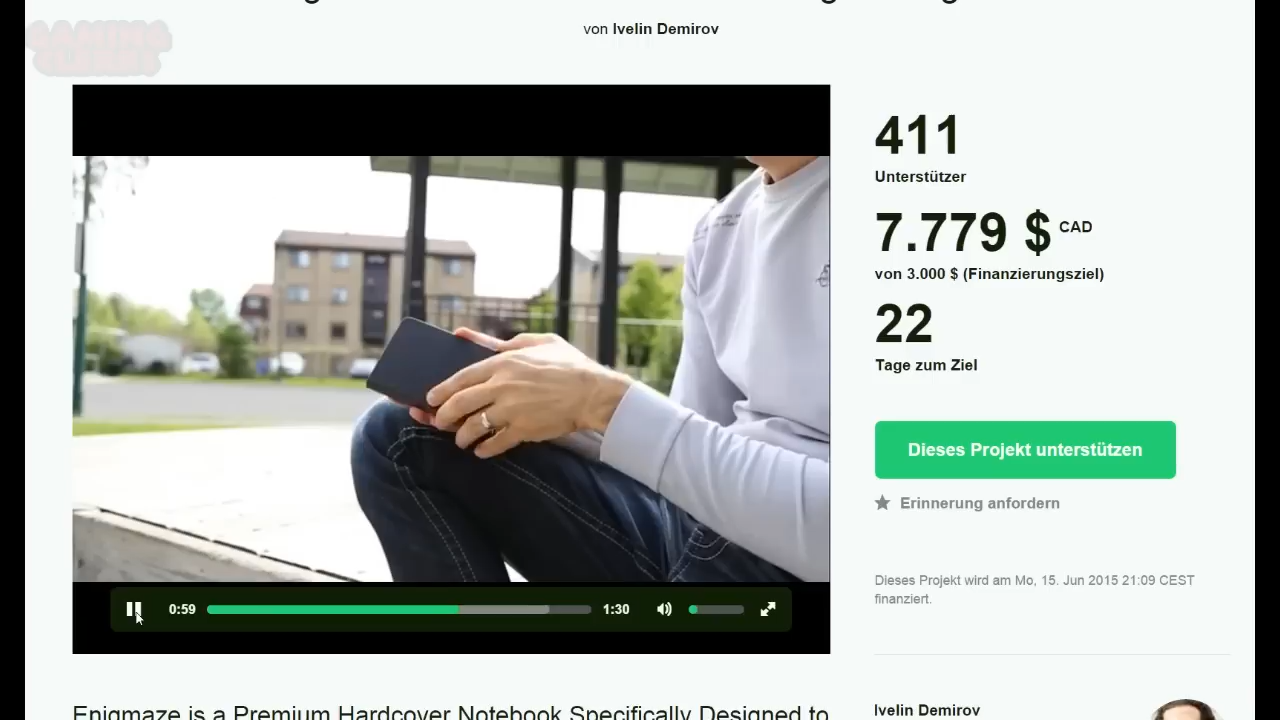 von Ivelin Demirov
GAMING
CLERKS
411
Unterstützer
7.779 $ CAD
von 3.000 $ (Finanzierungsziel)
22
Tage zum Ziel
Dieses Projekt unterstützen
Erinnerung anfordern
Dieses Projekt wird am Mo, 15. Jun 2015 21:09 CEST
finanziert.
0:59
1:30
Enigmaze is a Premium Hardcover Notebook Specifically Designed to
Ivelin Demirov